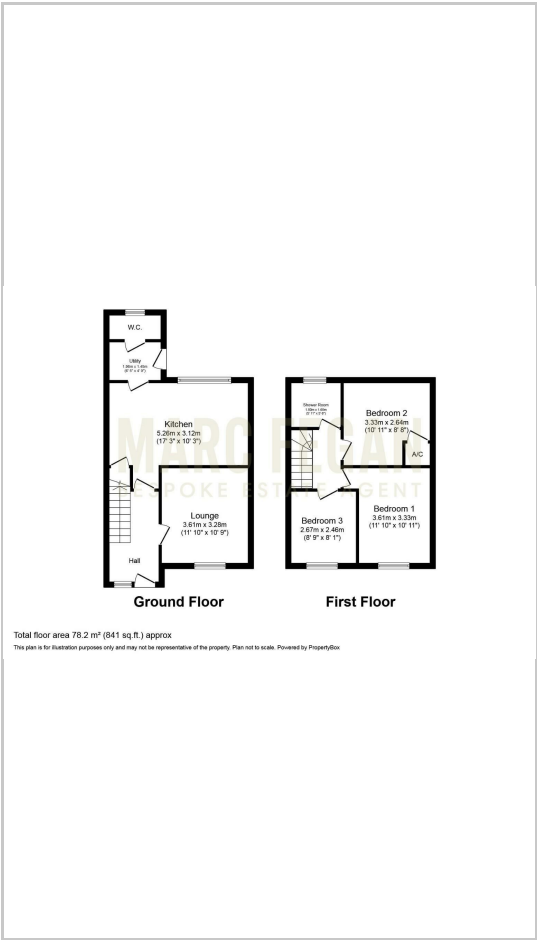 W.C.
Utility
Kitchen
5.26m x 3.12m
(17' 3" x 10' 3")
Lounge
3.61m x 3.28m
(11' 10" x 10' 9")
Hall
Ground Floor
Shower Room
Bedroom 2
3.33m x 2.64m
(10' 11" x 8' 8")
A/C
Bedroom 1
3.61m x 3.33m
(11' 10" x 10' 11")
Bedroom 3
2.67m x 2.46m
(8' 9" x 8' 1")
First Floor
MARC FEGAN
BESPOKE ESTATE AGENT
Total floor area 78.2 m² (841 sq.ft.) approx
This plan is for illustration purposes only and may not be representative of the property. Plan not to scale. Powered by PropertyBox